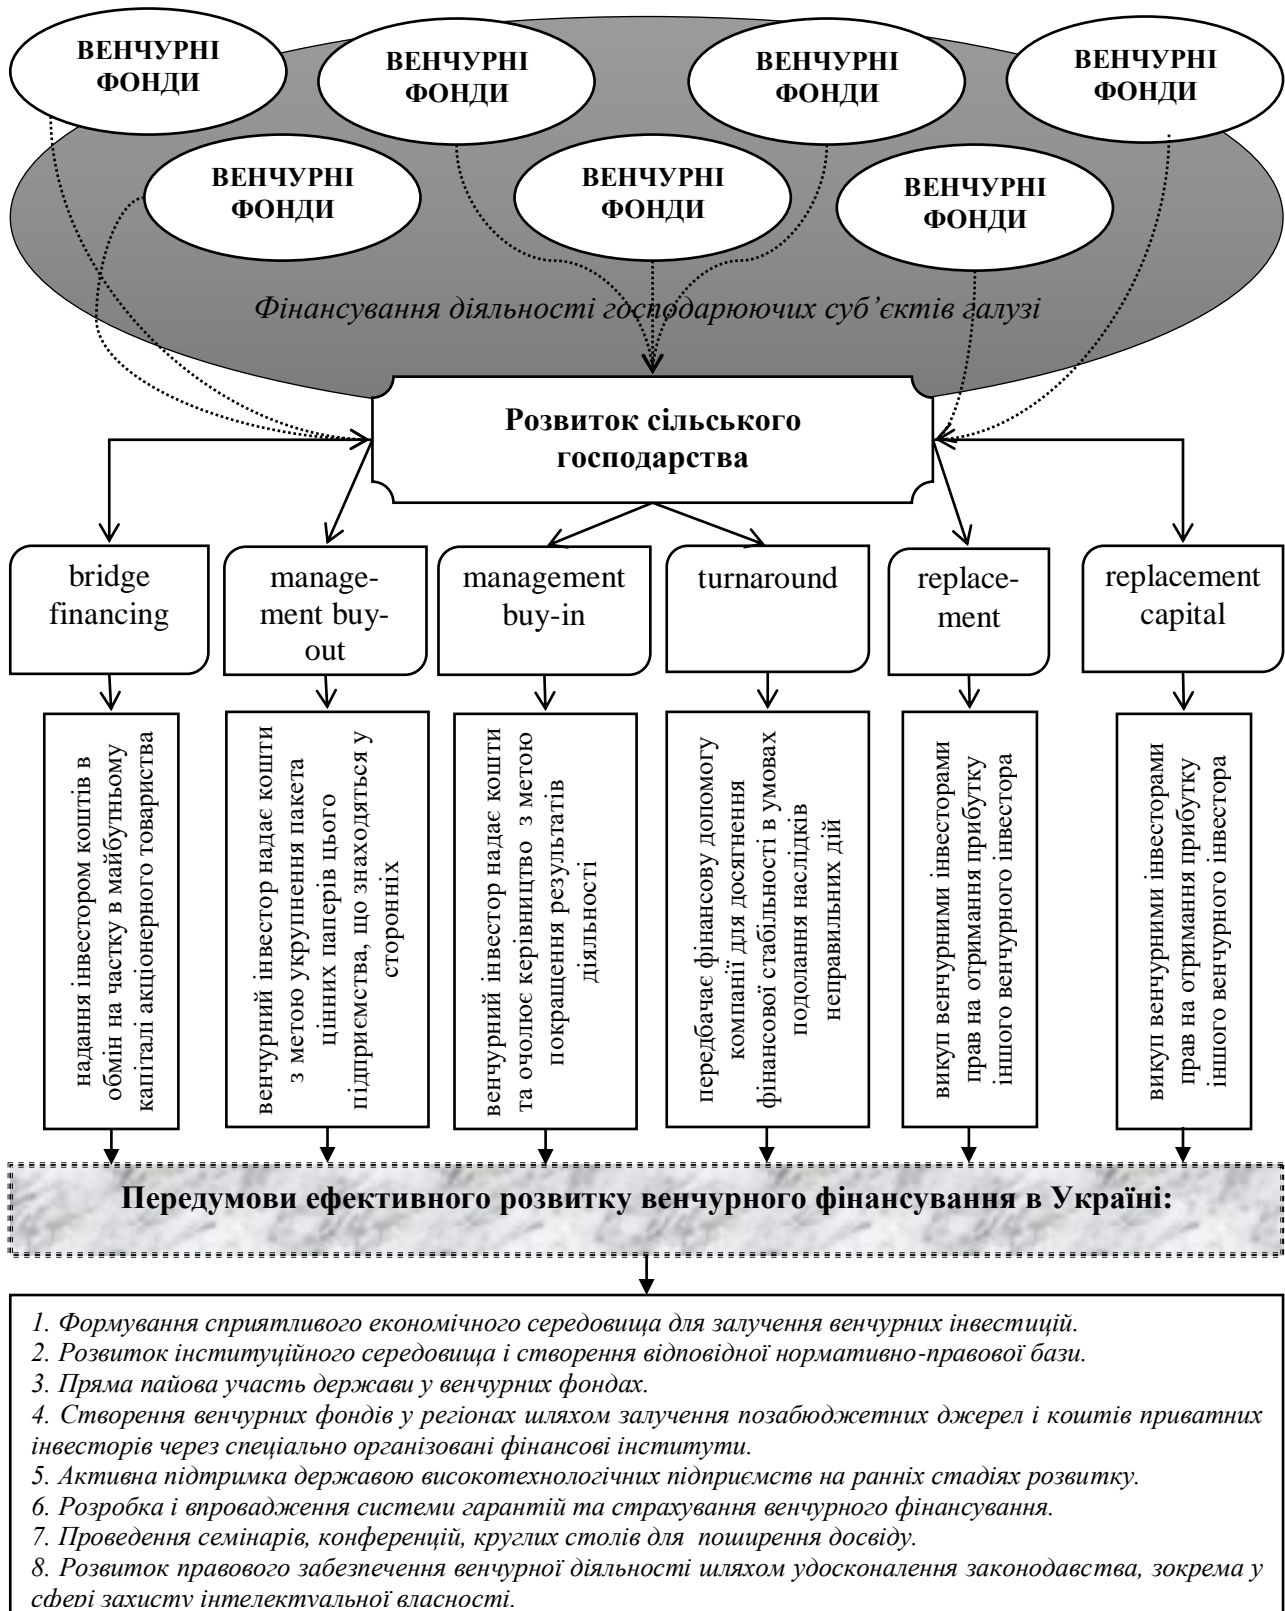 ВЕНЧУРНІ
ФОНДИ
ВЕНЧУРНІ
ФОНДИ
ВЕНЧУРНІ
ФОНДИ
ВЕНЧУРНІ
ФОНДИ
ВЕНЧУРНІ
ФОНДИ
ВЕНЧУРНІ
ФОНДИ
ВЕНЧУРНІ
ФОНДИ
Фінансування діяльності господарюючих суб’єктів галузі
Розвиток сільського
господарства
bridge
financing
manage-
ment buy-
out
management
buy-in
turnaround
replace-
ment
replacement
capital
надання інвестором коштів в
обмін на частку в майбутньому
капіталі акціонерного товариства
венчурний інвестор надає кошти
з метою укрупнення пакета
цінних паперів цього
підприємства, що знаходяться у
сторонніх
венчурний інвестор надає кошти
та очолює керівництво з метою
покращення результатів
діяльності
передбачає фінансову допомогу
компанії для досягнення
фінансової стабільності в умовах
подолання наслідків
неправильних дій
викуп венчурними інвесторами
прав на отримання прибутку
іншого венчурного інвестора
викуп венчурними інвесторами
прав на отримання прибутку
іншого венчурного інвестора
Передумови ефективного розвитку венчурного фінансування в Україні:
1. Формування сприятливого економічного середовища для залучення венчурних інвестицій.
2. Розвиток інституційного середовища і створення відповідної нормативно-правової бази.
3. Пряма пайова участь держави у венчурних фондах.
4. Створення венчурних фондів у регіонах шляхом залучення позабюджетних джерел і коштів приватних
інвесторів через спеціально організовані фінансові інститути.
5. Активна підтримка державою високотехнологічних підприємств на ранніх стадіях розвитку.
6. Розробка і впровадження системи гарантій та страхування венчурного фінансування.
7. Проведення семінарів, конференцій, круглих столів для поширення досвіду.
8. Розвиток правового забезпечення венчурної діяльності шляхом удосконалення законодавства, зокрема у
сфері захисту інтелектуальної власності.